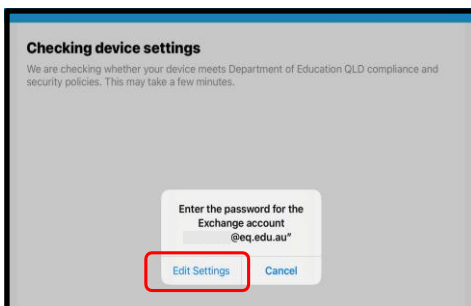 Checking device settings
We are checking whether your device meets Department of Education QLD compliance and
security policies. This may take a few minutes.
Enter the password for the
Exchange account
@eq.edu.au"
Edit Settings Cancel